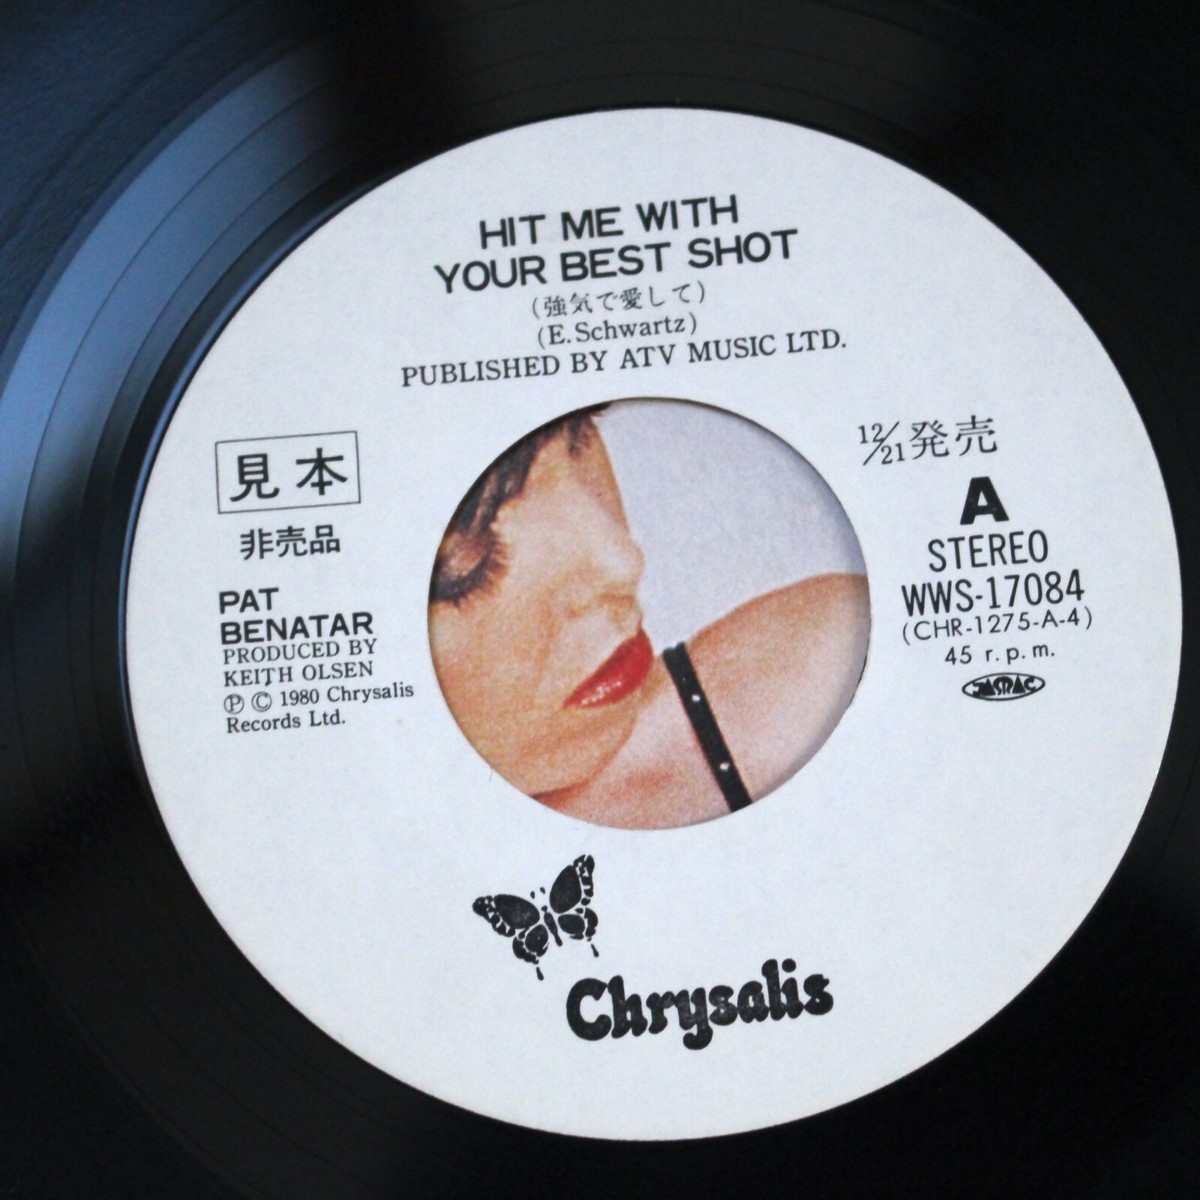 HIT ME WITH
YOUR BEST SHOT
(強気で愛して)
(E.Schwartz)
PUBLISHED BY ATV MUSIC LTD.
見本
非売品
PAT
BENATAR
PRODUCED BY
KEITH OLSEN
Ⓟ © 1980 Chrysalis
Records Ltd.
12/21発売
A
STEREO
WWS-17084
(CHR-1275-A-4)
45 r.p.m.
JASRAC
Chrysalis